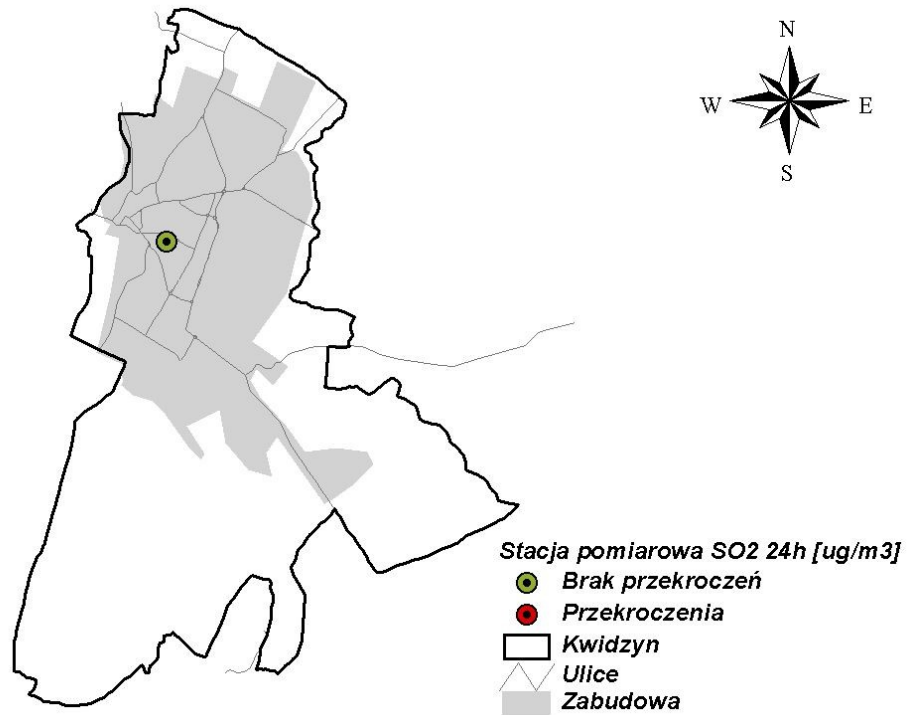 N
W E
S
Stacja pomiarowa SO2 24h [ug/m3]
Brak przekroczeń
Przekroczenia
Kwidzyn
Ulice
Zabudowa